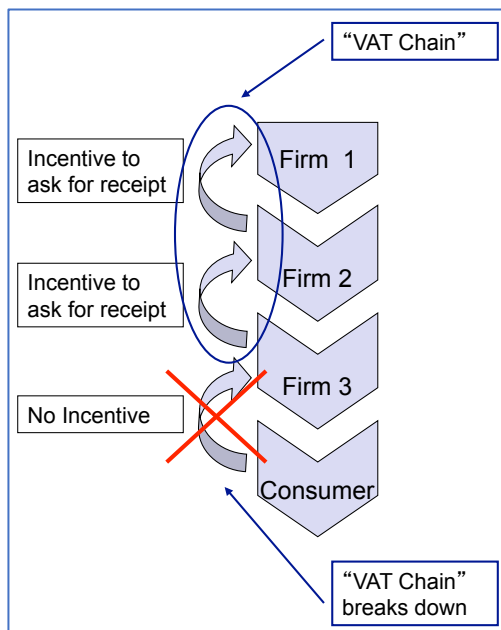 “VAT Chain”
Incentive to
ask for receipt
Firm 1
Incentive to
ask for receipt
Firm 2
Firm 3
No Incentive
Consumer
“VAT Chain”
breaks down